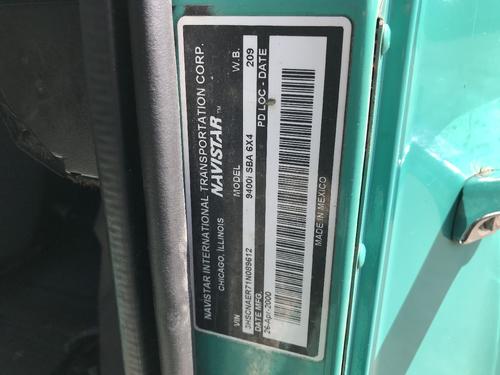 NAVISTAR INTERNATIONAL TRANSPORTATION CORP.
CHICAGO, ILLINOIS NAVISTAR™
VIN MODEL W.B.
3HSCNAER71N089612 9400i SBA 6X4 209
DATE MFG. PD LOC - DATE
26-Apr-2000
MADE IN MEXICO